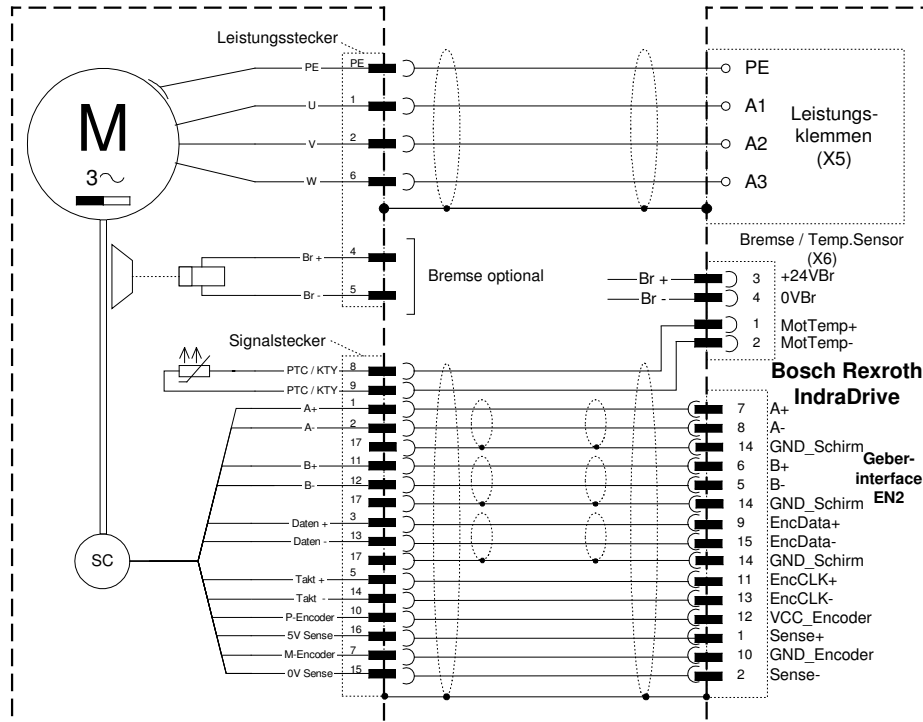 Leistungsstecker
PE PE PE
U 1 A1
V 2 A2
W 6 A3
Leistungs-
klemmen
(X5)
M
3
Bremse / Temp.Sensor
(X6)
Br + 4
Br - 5
Bremse optional
Br + 3 +24VBr
Br - 4 0VBr
1 MotTemp+
2 MotTemp-
Signalstecker
PTC / KTY 8
PTC / KTY 9
Bosch Rexroth
IndraDrive
A+ 1 7 A+
A- 2 8 A-
17 14 GND_Schirm
B+ 11 6 B+
B- 12 5 B-
17 14 GND_Schirm
Daten + 3 9 EncData+
Daten - 13 15 EncData-
17 14 GND_Schirm
Takt + 5 11 EncCLK+
Takt - 14 13 EncCLK-
P-Encoder 10 12 VCC_Encoder
5V Sense 16 1 Sense+
M-Encoder 7 10 GND_Encoder
0V Sense 15 2 Sense-
Geber-
interface
EN2
SC